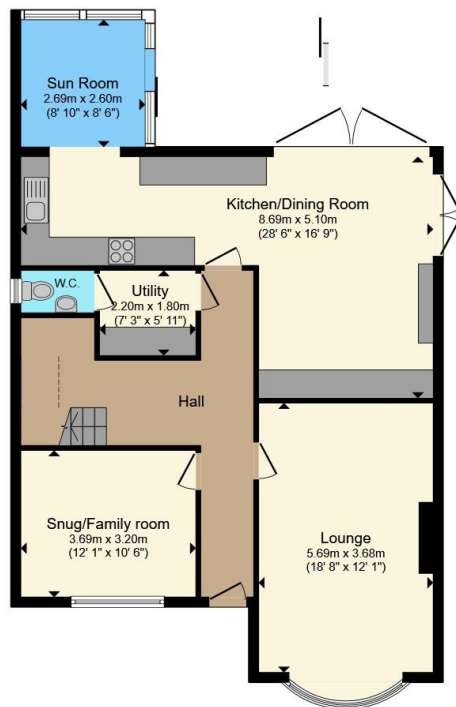 Sun Room
2.69m x 2.60m
(8' 10" x 8' 6")
Kitchen/Dining Room
8.69m x 5.10m
(28' 6" x 16' 9")
W.C.
Utility
2.20m x 1.80m
(7' 3" x 5' 11")
Hall
Snug/Family room
3.69m x 3.20m
(12' 1" x 10' 6")
Lounge
5.69m x 3.68m
(18' 8" x 12' 1")